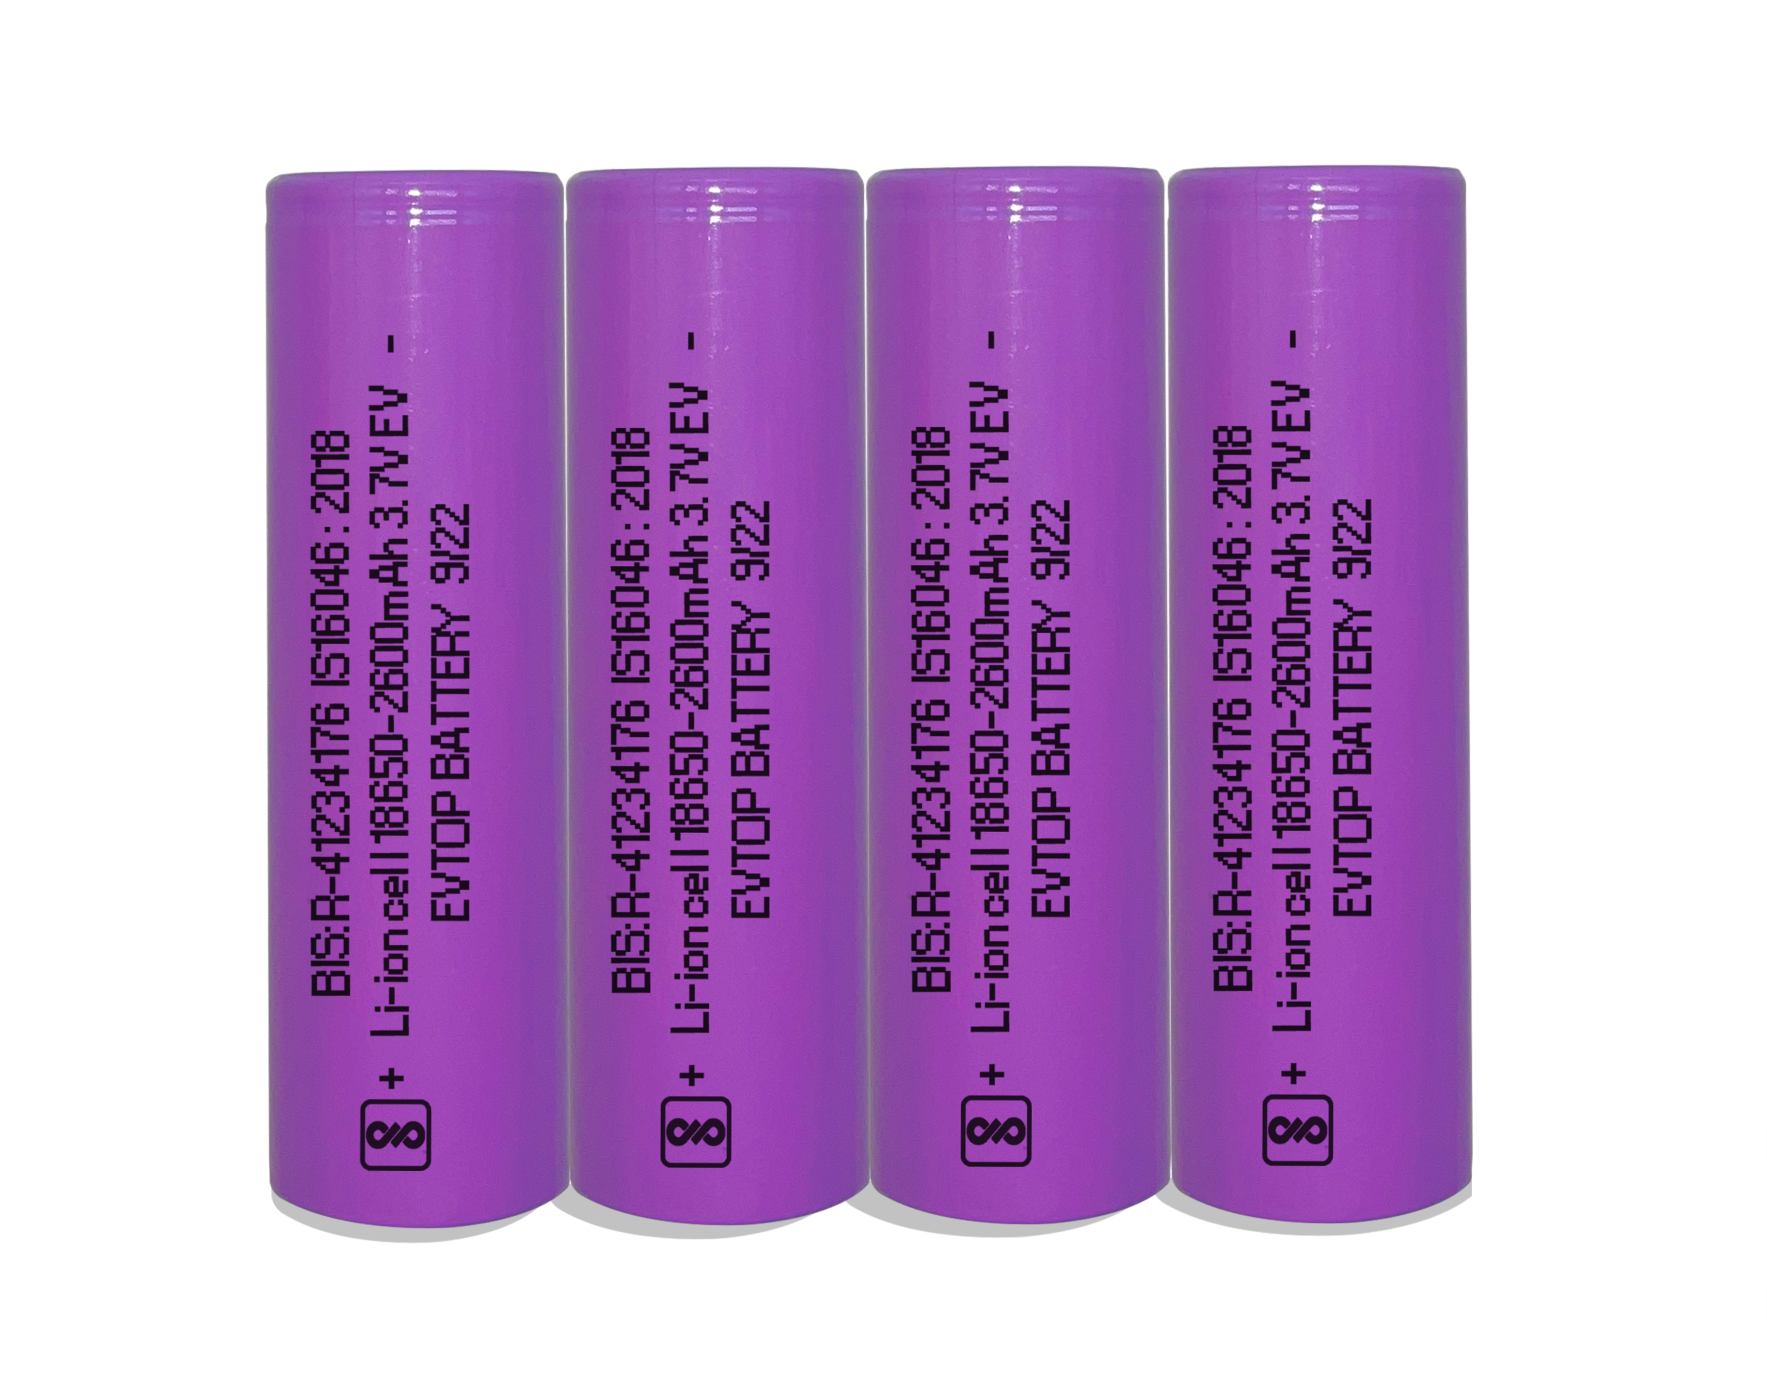 BIS:R-41234176 IS16046 : 2018
+ Li-ion cell 18650-2600mAh 3.7V EV -
EVTOP BATTERY 9/22
BIS:R-41234176 IS16046 : 2018
+ Li-ion cell 18650-2600mAh 3.7V EV -
EVTOP BATTERY 9/22
BIS:R-41234176 IS16046 : 2018
+ Li-ion cell 18650-2600mAh 3.7V EV -
EVTOP BATTERY 9/22
BIS:R-41234176 IS16046 : 2018
+ Li-ion cell 18650-2600mAh 3.7V EV -
EVTOP BATTERY 9/22